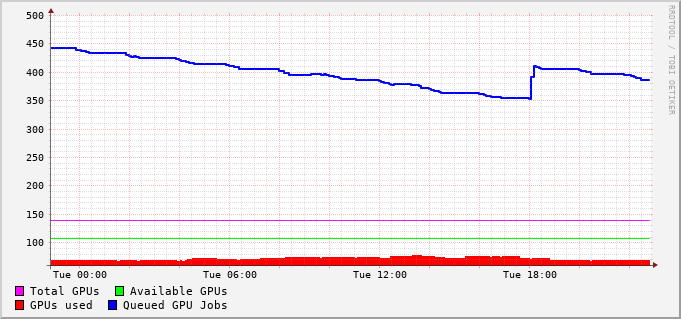 500
450
400
350
300
250
200
150
100
Tue 00:00 Tue 06:00 Tue 12:00 Tue 18:00
Total GPUs Available GPUs
GPUs used Queued GPU Jobs
RRDTOOL / TOBI OETIKER